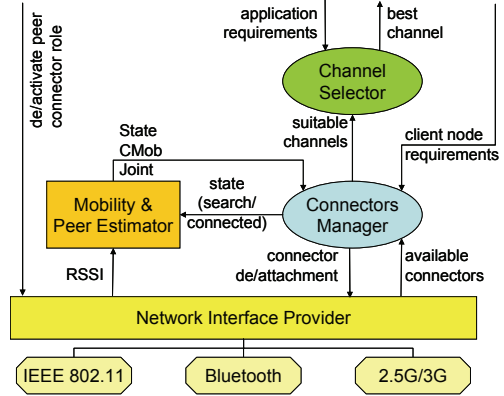 de/activate peer
connector role
application
requirements
best
channel
Channel
Selector
suitable
channels
client node
requirements
State
CMob
Joint
Mobility &
Peer Estimator
state
(search/
connected)
Connectors
Manager
RSSI
connector
de/attachment
available
connectors
Network Interface Provider
IEEE 802.11
Bluetooth
2.5G/3G